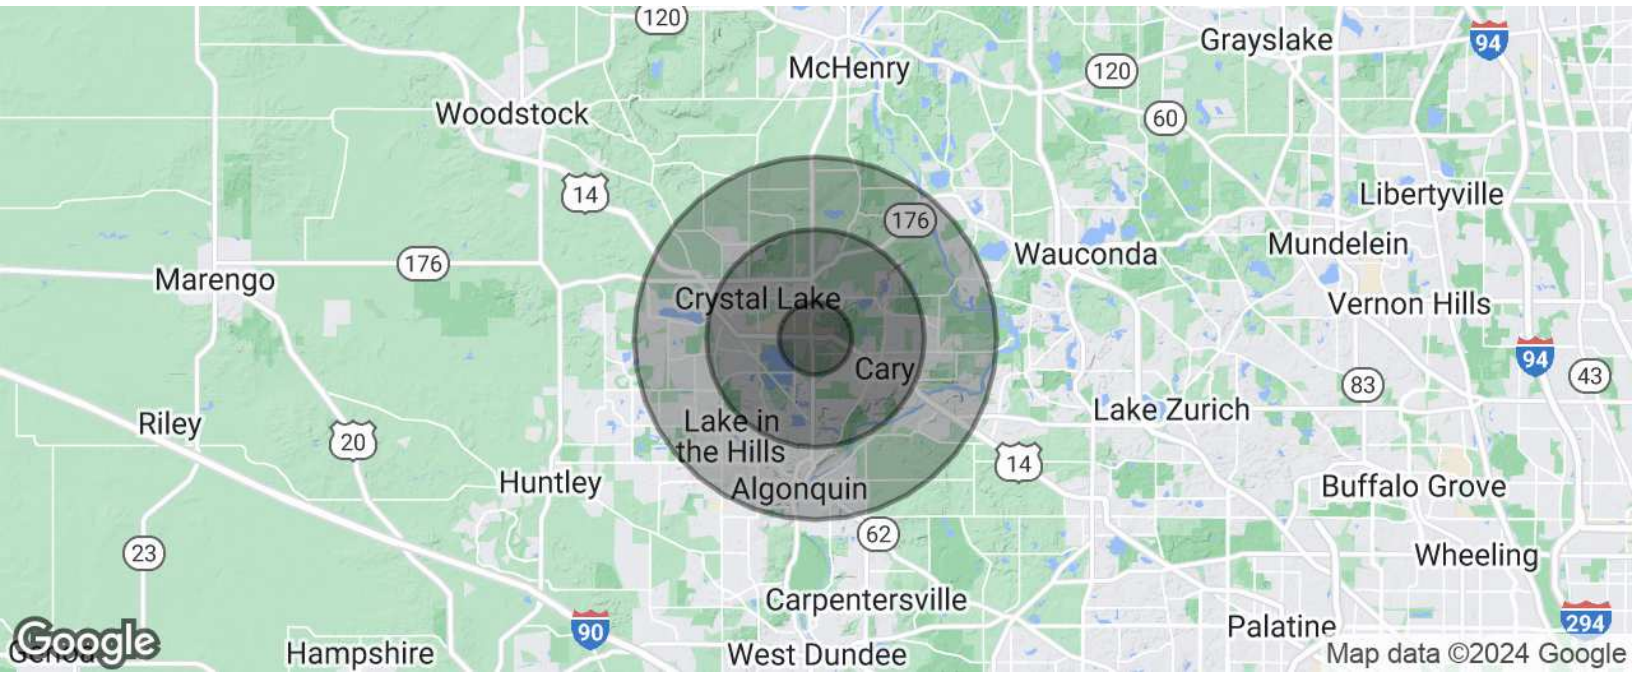 120
Grayslake
94
McHenry
120
Woodstock
60
14
Libertyville
176
Wauconda
Mundelein
176
Marengo
Crystal Lake
Vernon Hills
94
Cary
43
83
Lake Zurich
Riley
Lake in
the Hills
20
14
Huntley
Algonquin
Buffalo Grove
62
23
Wheeling
Carpentersville
90
Palatine
294
Google
Hampshire
West Dundee
Map data ©2024 Google